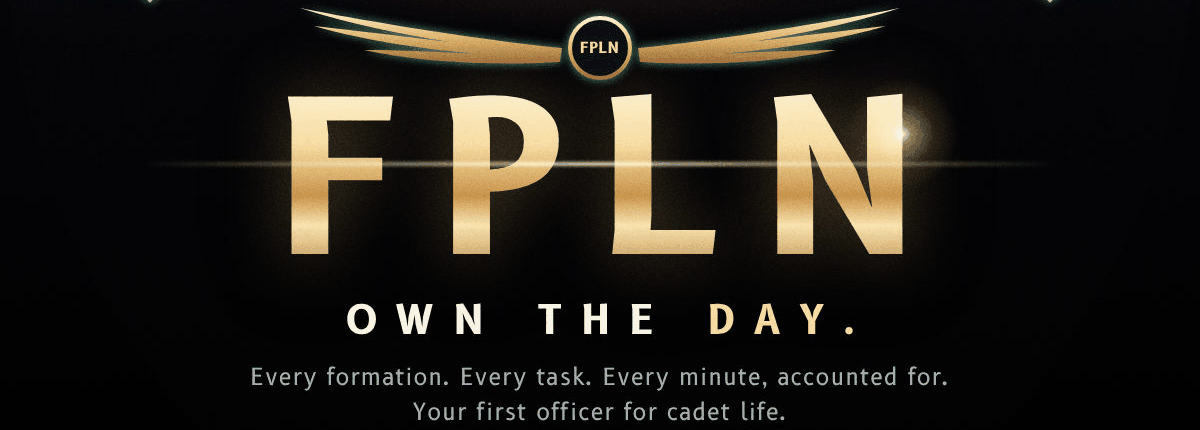 FPLN
FPLN
OWN THE DAY.
Every formation. Every task. Every minute, accounted for.
Your first officer for cadet life.